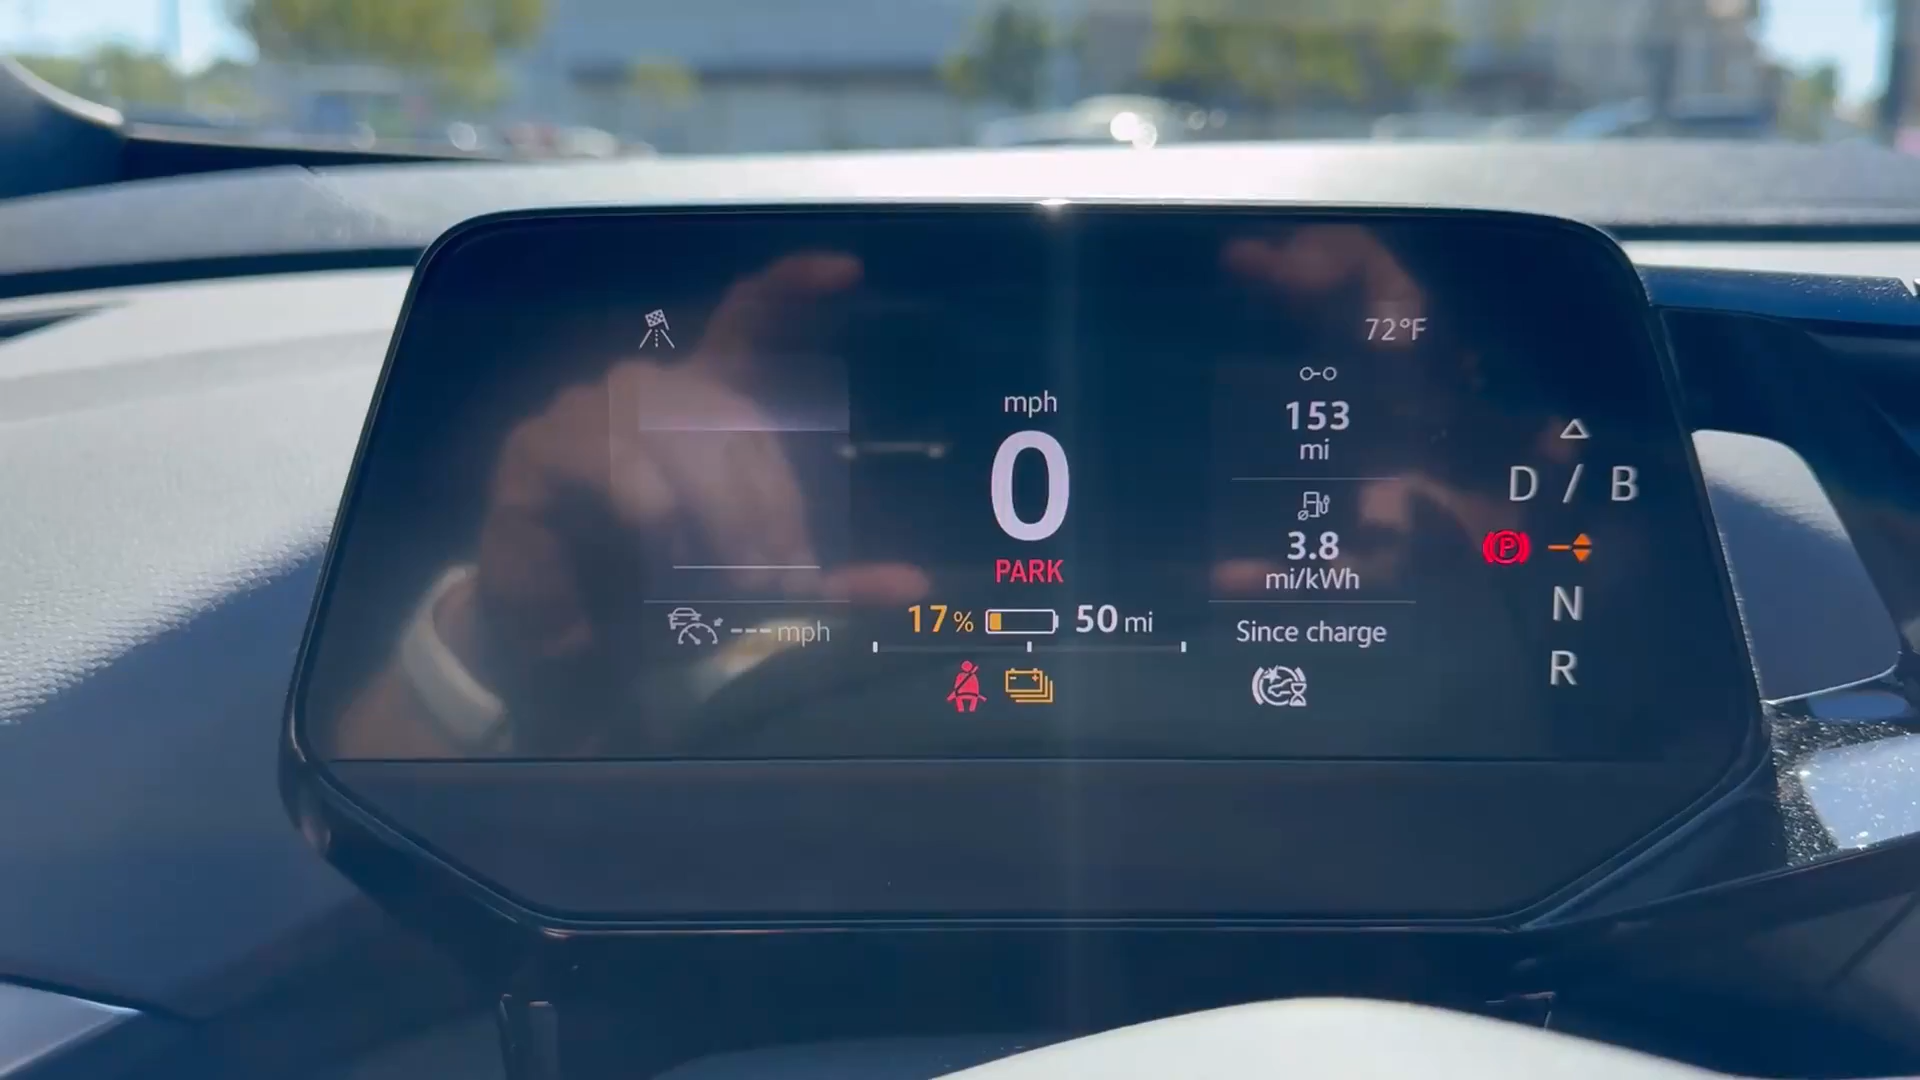 72°F
mph
0
PARK
17% 50 mi
--- mph
153
mi
3.8
mi/kWh
Since charge
D / B
P
N
R